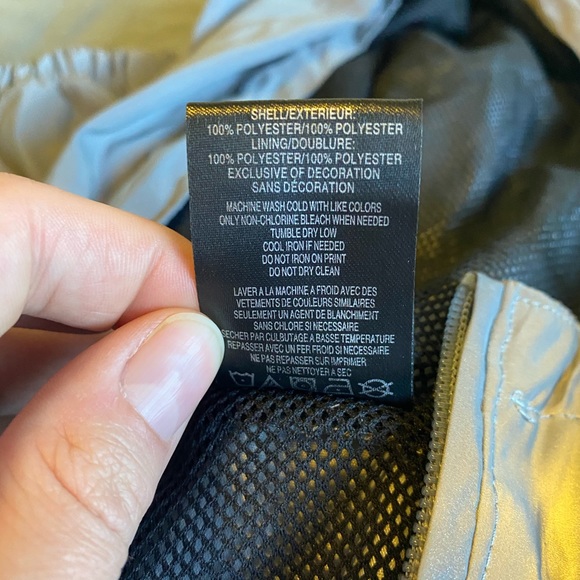 SHELL/EXTERIEUR:
100% POLYESTER/100% POLYESTER
LINING/DOUBLURE:
100% POLYESTER/100% POLYESTER
EXCLUSIVE OF DECORATION
SANS DÉCORATION
MACHINE WASH COLD WITH LIKE COLORS
ONLY NON-CHLORINE BLEACH WHEN NEEDED
TUMBLE DRY LOW
COOL IRON IF NEEDED
DO NOT IRON ON PRINT
DO NOT DRY CLEAN
LAVER A LA MACHINE A FROID AVEC DES
VETEMENTS DE COULEURS SIMILAIRES
SEULEMENT UN AGENT DE BLANCHIMENT
SANS CHLORE SI NECESSAIRE
SECHER PAR CULBUTAGE A BASSE TEMPERATURE
REPASSER AVEC UN FER FROID SI NECESSAIRE
NE PAS REPASSER SUR IMPRIMER
NE PAS NETTOYER A SEC